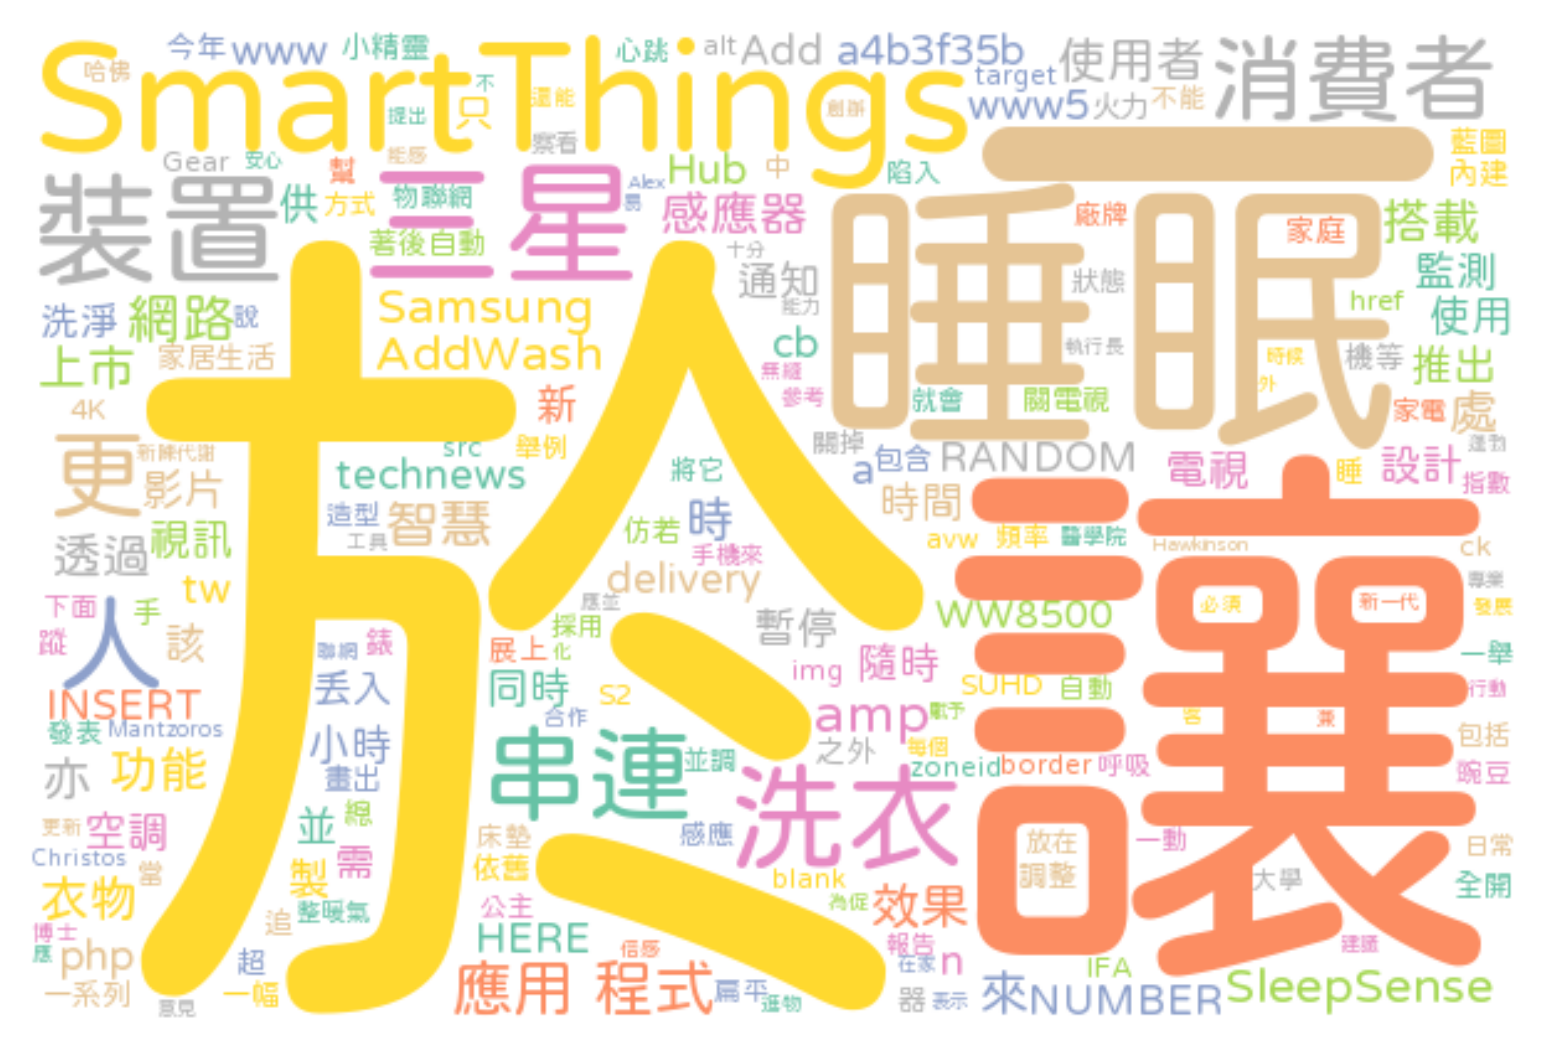 今年 www 小精靈 心跳 alt Add a4b3f35b 使用者 消費者
哈佛 SmartThings 不 只 還能 創辦 target www5 火力 不能
提出 察看 藍圖
Gear 安心 幫 能感 Hub 中 陷入 一 內建
裝置 供 方式 物聯網 三星 Alex 易 感應器 睡眠 廠牌 家庭 搭載
著後自動 十分 通知 狀態 監測
洗淨 網路 說 Samsung 能力 href 使用
上市 家居生活 AddWash cb 執行長 時候 機等 推出
4K 於 新 無縫 參考 就會 關電視 外 家電 處
更 新陳代謝 src 舉例 關掉 a 包含 RANDOM 電視 睡 設計
影片 technews 將它 時間 讓 指數
造型 智慧 仿若 時 avw 頻率 醫學院 Hawkinson ck
透過 視訊 工具 手機來
tw delivery 專業
下面 人 手 應並 WW8500 必須 新一代 發展
蹤 該 聯網 錶 展上 採用 化 暫停 一舉
INSERT 丟入 同時 S2 img 隨時 SUHD 自動 行動
發表 Mantzoros 小時 合作 amp 客 兼 包括
亦 功能 畫出 串連 並調 之外 每個 zoneid border 呼吸 豌豆
更新 空調 並 總 床墊 感應 洗衣 放在 一動 日常
Christos 當 製 需 依舊 blank 調整 大學 全開
衣物 追 整暖氣 公主 為促 效果
博士 應 php 超 HERE 信感 報告 n 建議
一系列 一幅 應用 程式 扁平 在家 IFA
意見 器 表示 來 NUMBER SleepSense